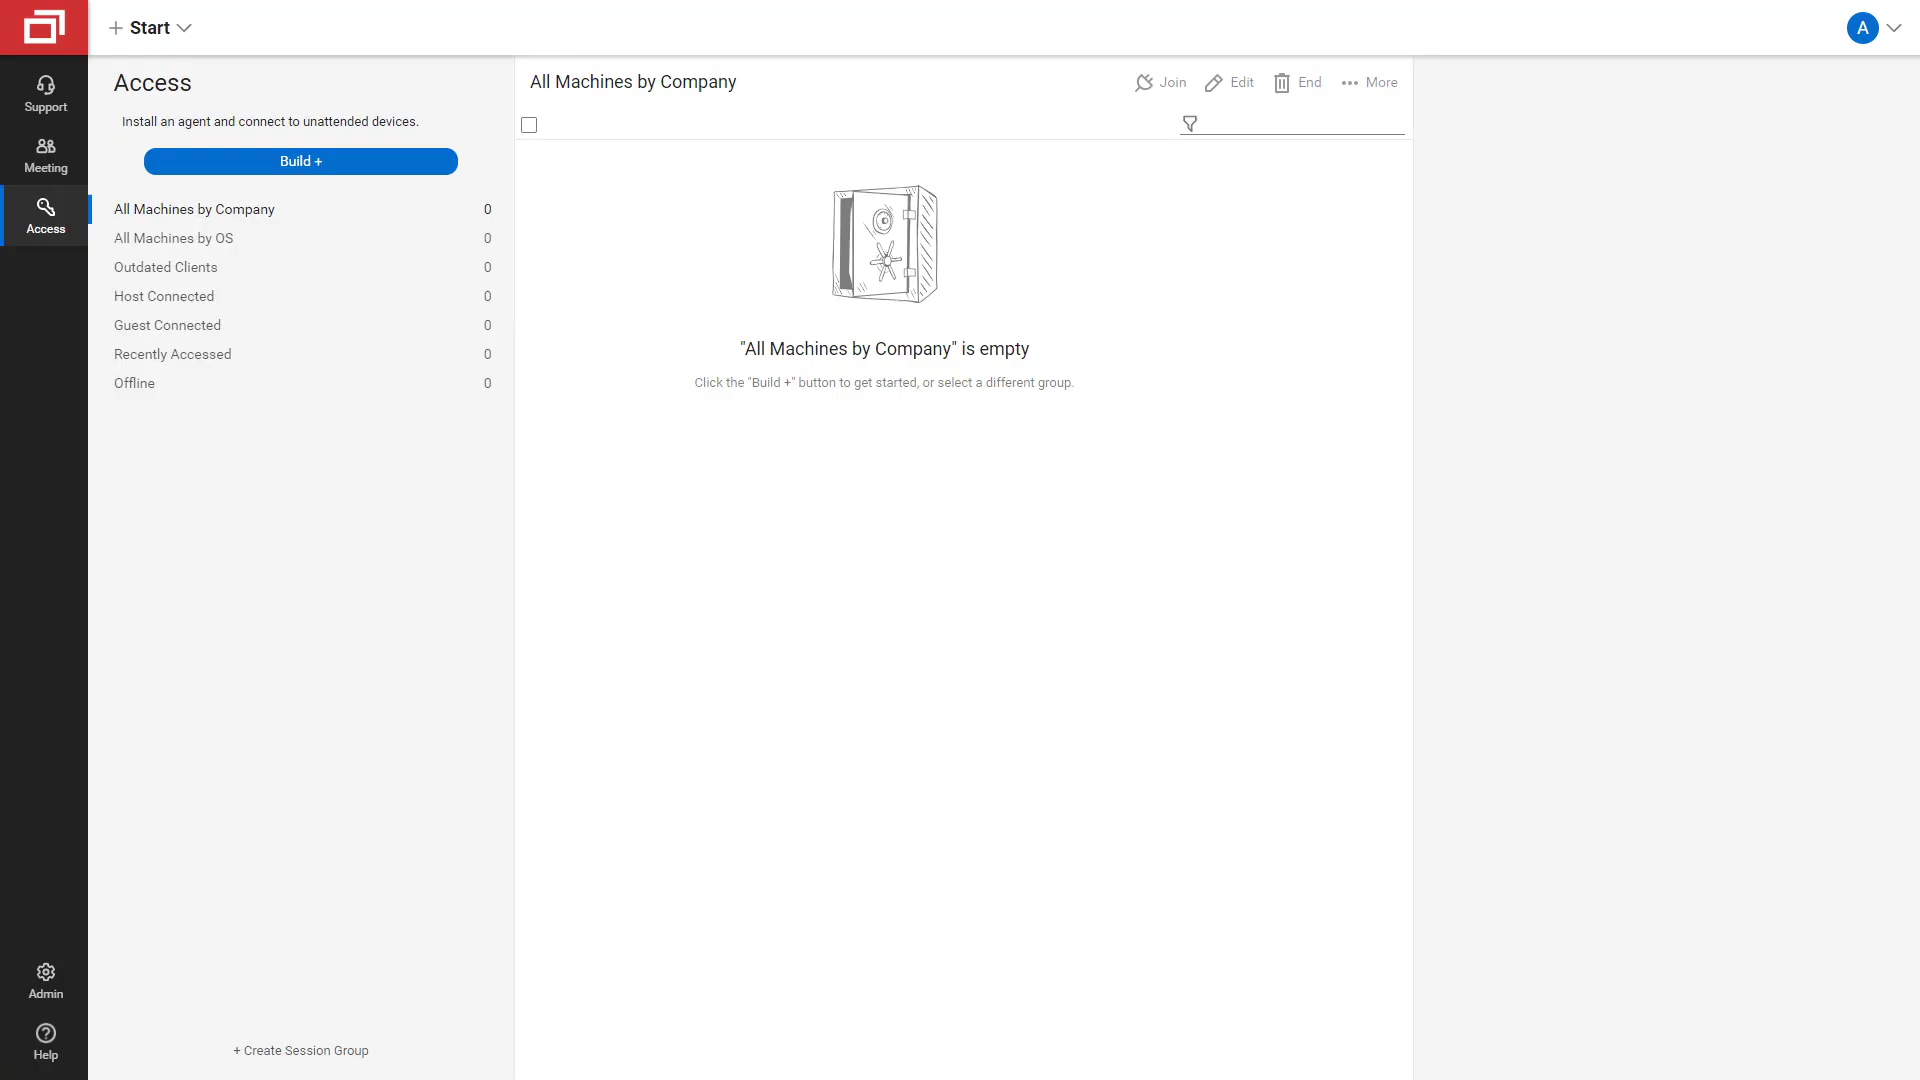 Start
A
Support
Meeting
Access
Admin
Help
Access
Install an agent and connect to unattended devices.
Build +
All Machines by Company 0
All Machines by OS 0
Outdated Clients 0
Host Connected 0
Guest Connected 0
Recently Accessed 0
Offline 0
+ Create Session Group
All Machines by Company
Join Edit End More
"All Machines by Company" is empty
Click the "Build +" button to get started, or select a different group.